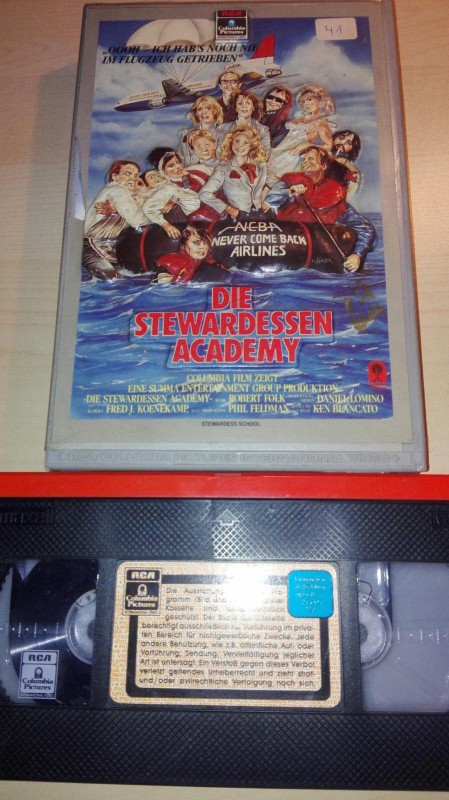 RCA
Columbia
Pictures
41
„OOOH – ICH HAB'S NOCH NIE
IM FLUGZEUG GETRIEBEN“
NCBA
NEVER COME BACK
AIRLINES
DIE
STEWARDESSEN
ACADEMY
COLUMBIA FILM ZEIGT
EINE SUMMA ENTERTAINMENT GROUP PRODUKTION
„DIE STEWARDESSEN ACADEMY“ ROBERT FOLK DANIEL LOMINO
FRED J. KOENEKAMP, PHIL FELDMAN KEN BLANCATO
STEWARDESS SCHOOL
RCA
Columbia
Pictures
Die Ausstattung
gramm (Bild
Kassette sind
geschützt. Der
berechtigt ausschließlich zur Vorführung im priva-
ten Bereich für nichtgewerbliche Zwecke. Jede
andere Benutzung, wie z.B. öffentliche Auf- oder
Vorführung, Sendung, Vervielfältigung jeglicher
Art ist untersagt. Ein Verstoß gegen dieses Verbot
verletzt geltendes Urheberrecht und zieht straf-
und/oder zivilrechtliche Verfolgung nach sich.
RCA
Columbia
Pictures